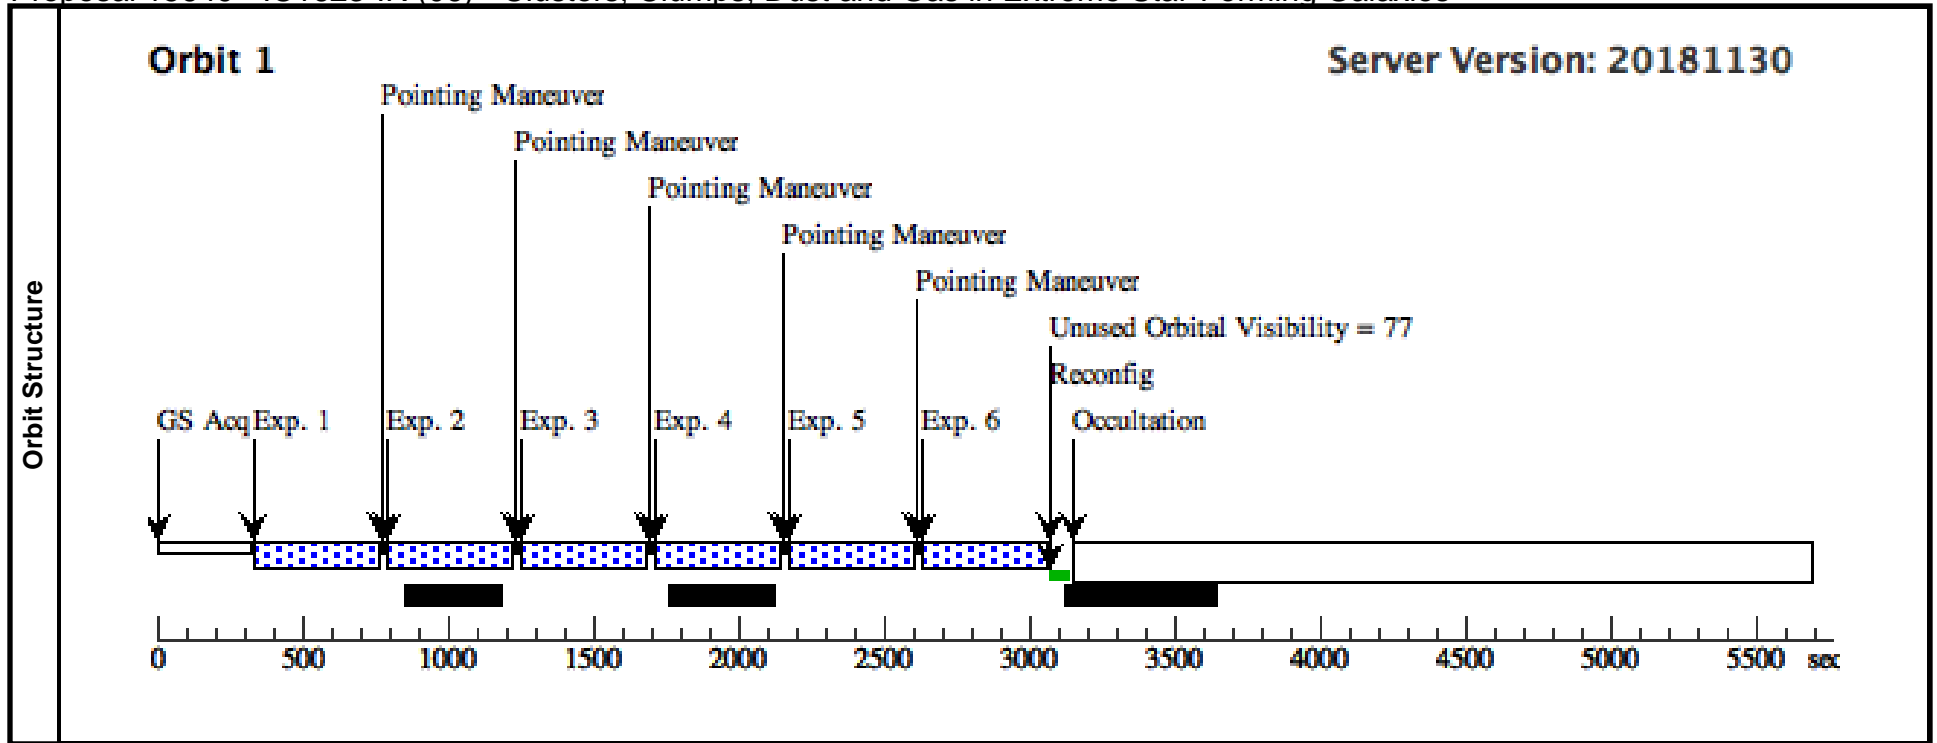 Orbit Structure
Orbit 1
Server Version: 20181130
Pointing Maneuver
Pointing Maneuver
Pointing Maneuver
Pointing Maneuver
Pointing Maneuver
Unused Orbital Visibility = 77
Reconfig
GS Acq Exp. 1 Exp. 2 Exp. 3 Exp. 4 Exp. 5 Exp. 6 Occultation
0 500 1000 1500 2000 2500 3000 3500 4000 4500 5000 5500 sec